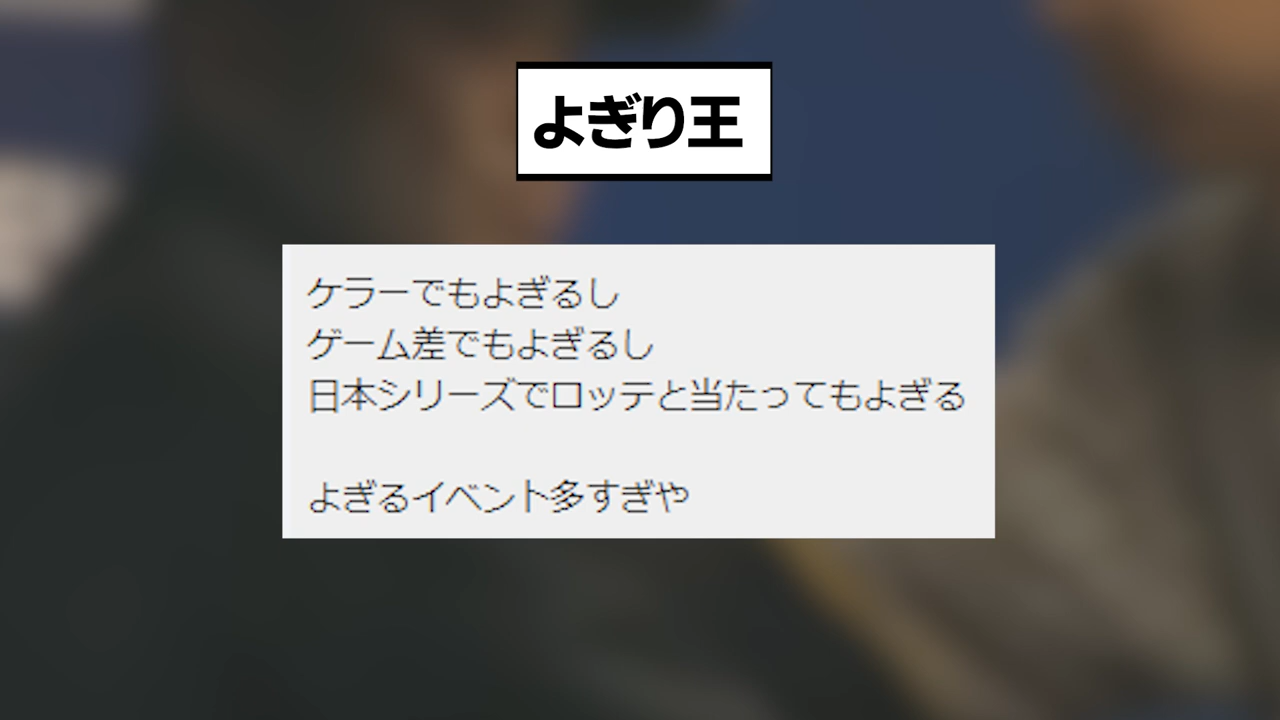 よぎり王
ケラーでもよぎるし
ゲーム差でもよぎるし
日本シリーズでロッテと当たってもよぎる
よぎるイベント多すぎや